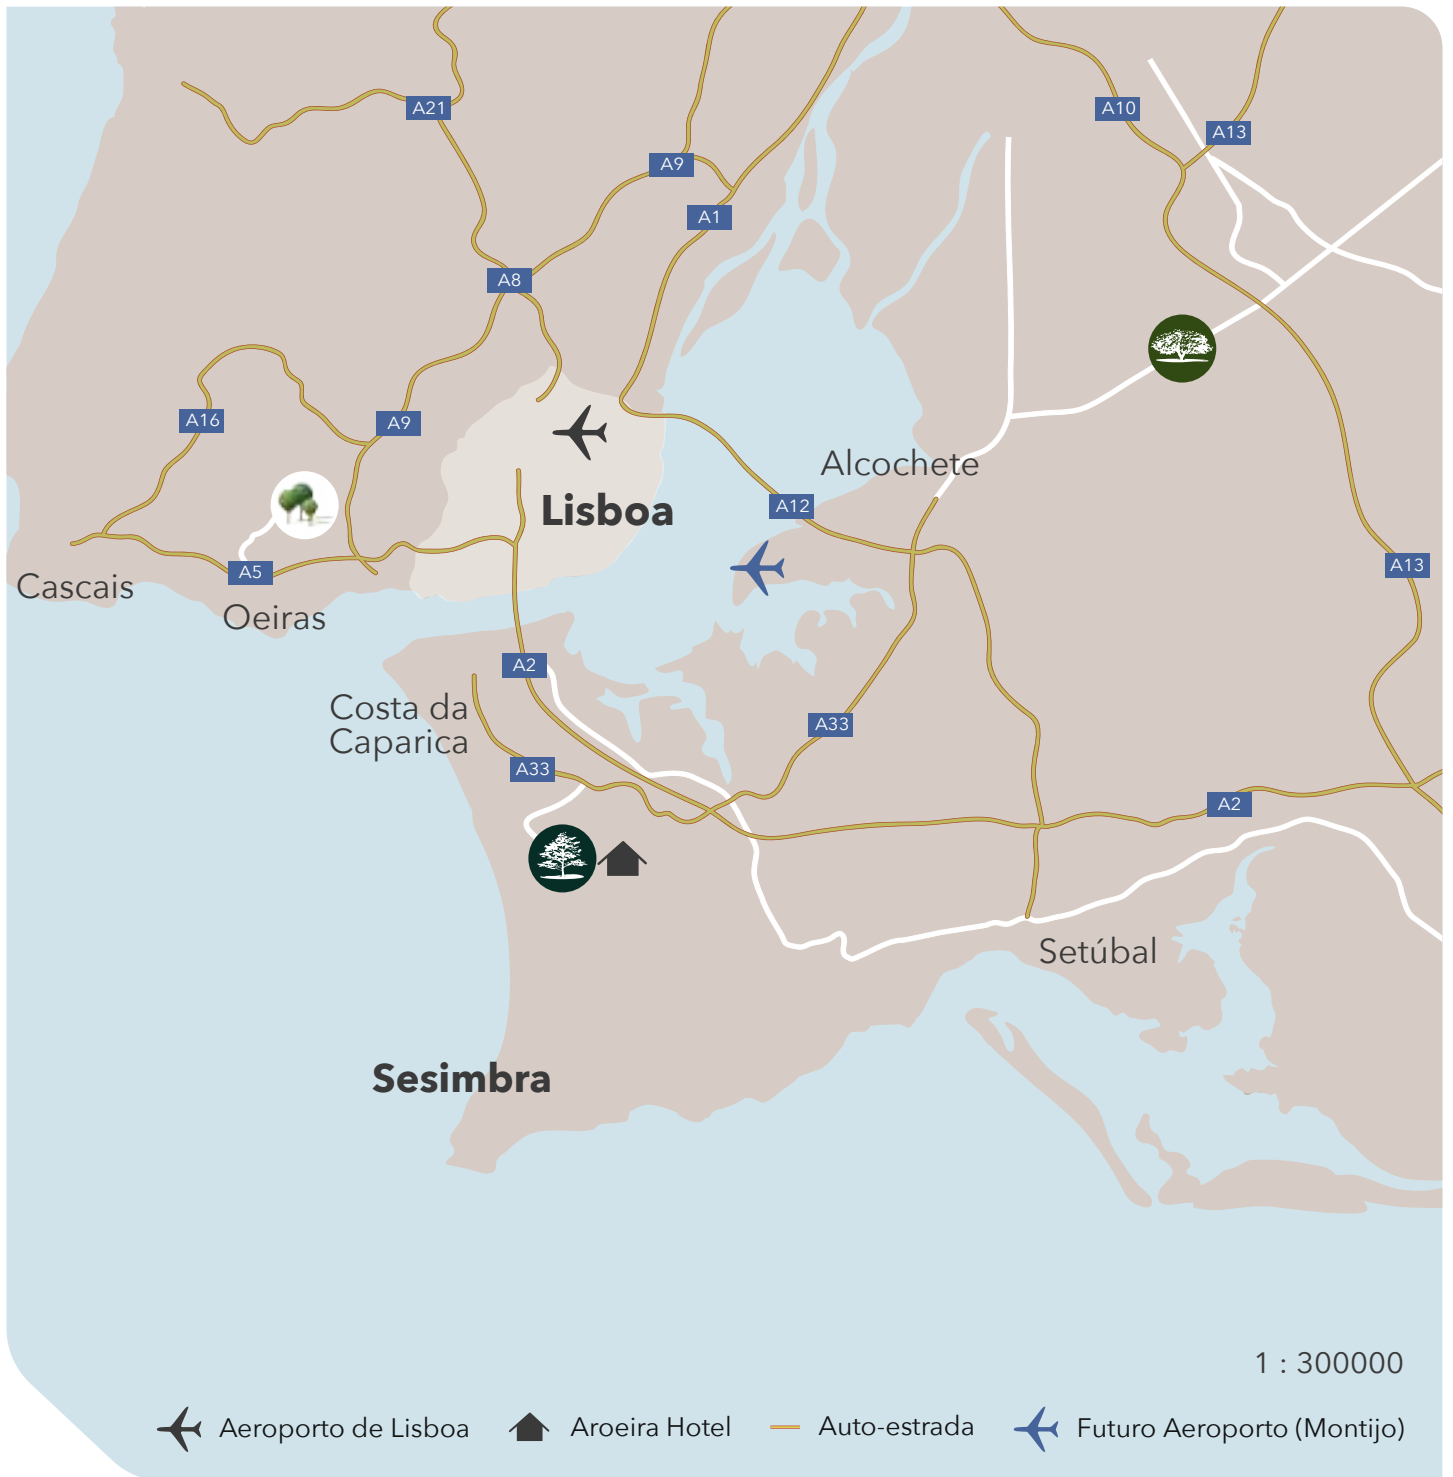 A21
A10
A13
A9
A1
A8
A16
A9
Alcochete
A12
Lisboa
A5
A13
Cascais
Oeiras
A2
Costa da
Caparica
A33
A33
A2
Setúbal
Sesimbra
1 : 300000
Aeroporto de Lisboa
Aroeira Hotel
Auto-estrada
Futuro Aeroporto (Montijo)